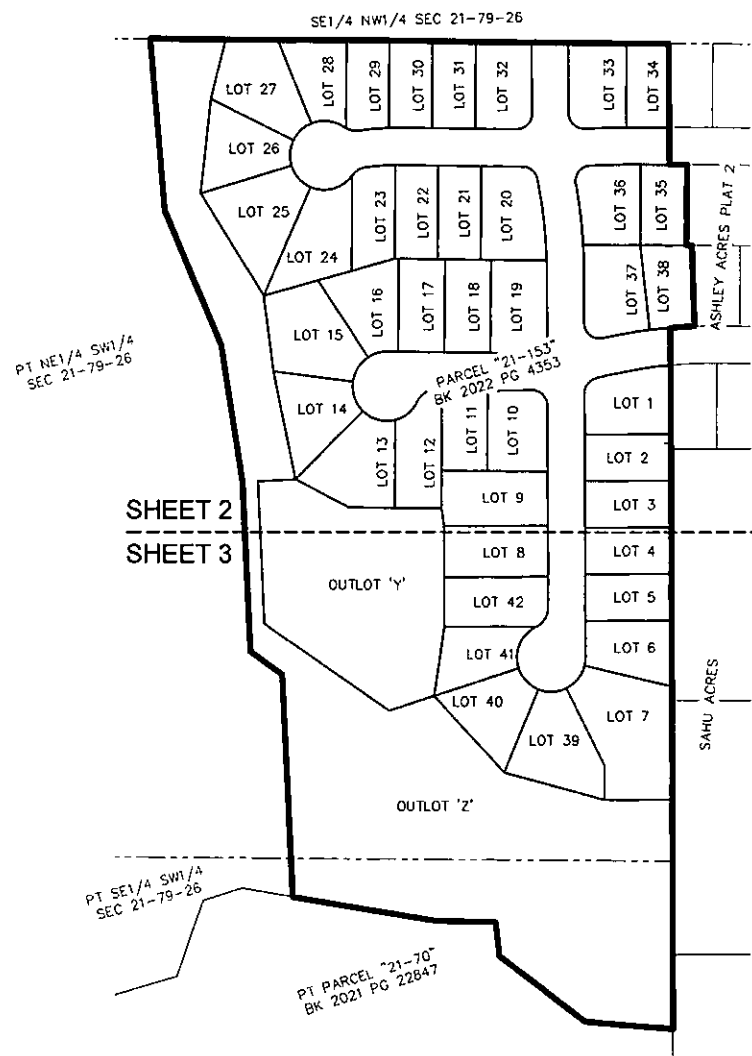 SE1/4 NW1/4 SEC 21-79-26
LOT 27
LOT 28
LOT 29
LOT 30
LOT 31
LOT 32
LOT 33
LOT 34
LOT 26
LOT 25
LOT 24
LOT 23
LOT 22
LOT 21
LOT 20
LOT 36
LOT 35
ASHLEY ACRES PLAT 2
LOT 37
LOT 38
LOT 15
LOT 16
LOT 17
LOT 18
LOT 19
PT NE1/4 SW1/4
SEC 21-79-26
PARCEL "21-153"
BK 2022 PG 4353
LOT 14
LOT 13
LOT 12
LOT 11
LOT 10
LOT 1
LOT 2
LOT 9
LOT 3
SHEET 2
SHEET 3
LOT 8
LOT 4
OUTLOT 'Y'
LOT 42
LOT 5
LOT 41
LOT 6
LOT 40
LOT 39
LOT 7
SAHU ACRES
OUTLOT 'Z'
PT SE1/4 SW1/4
SEC 21-79-26
PT PARCEL "21-70"
BK 2021 PG 22847